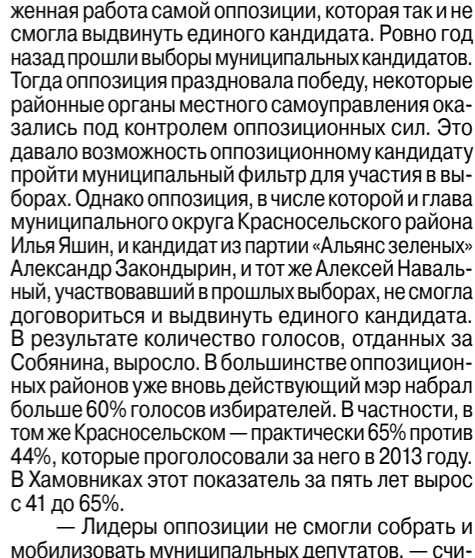 женная работа самой оппозиции, которая так и не
смогла выдвинуть единого кандидата. Ровно год
назад прошли выборы муниципальных кандидатов.
Тогда оппозиция праздновала победу, некоторые
районные органы местного самоуправления ока-
зались под контролем оппозиционных сил. Это
давало возможность оппозиционному кандидату
пройти муниципальный фильтр для участия в вы-
борах. Однако оппозиция, в числе которой и глава
муниципального округа Красносельского района
Илья Яшин, и кандидат из партии «Альянс зеленых»
Александр Закондырин, и тот же Алексей Наваль-
ный, участвовавший в прошлых выборах, не смогла
договориться и выдвинуть единого кандидата.
В результате количество голосов, отданных за
Собянина, выросло. В большинстве оппозицион-
ных районов уже вновь действующий мэр набрал
больше 60% голосов избирателей. В частности, в
том же Красносельском — практически 65% против
44%, которые проголосовали за него в 2013 году.
В Хамовниках этот показатель за пять лет вырос
с 41 до 65%.
— Лидеры оппозиции не смогли собрать и
мобилизовать муниципальных депутатов, — счи-